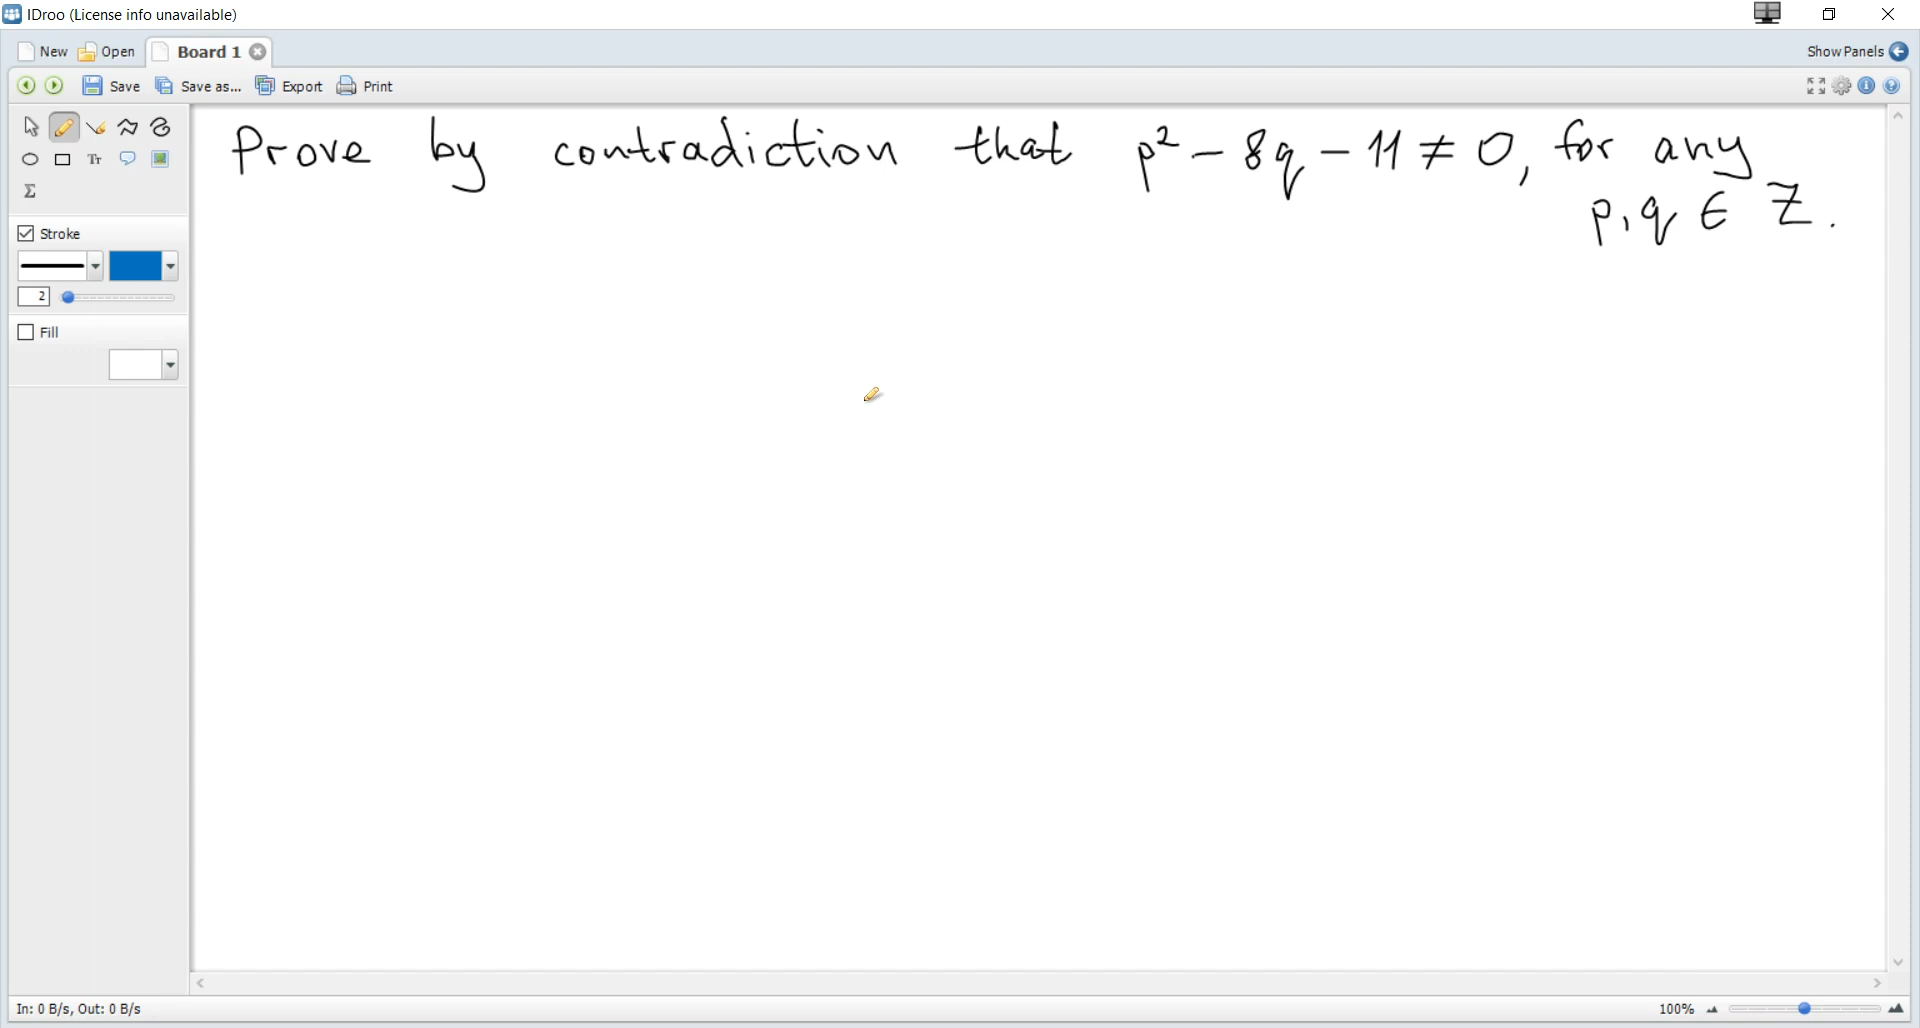 IDroo (License info unavailable)
New Open Board 1 Show Panels
Save Save as... Export Print
Prove by contradiction that p² - 8q - 11 ≠ 0, for any
p, q ∈ Z.
Tr
Σ
Stroke
2
Fill
In: 0 B/s, Out: 0 B/s 100%